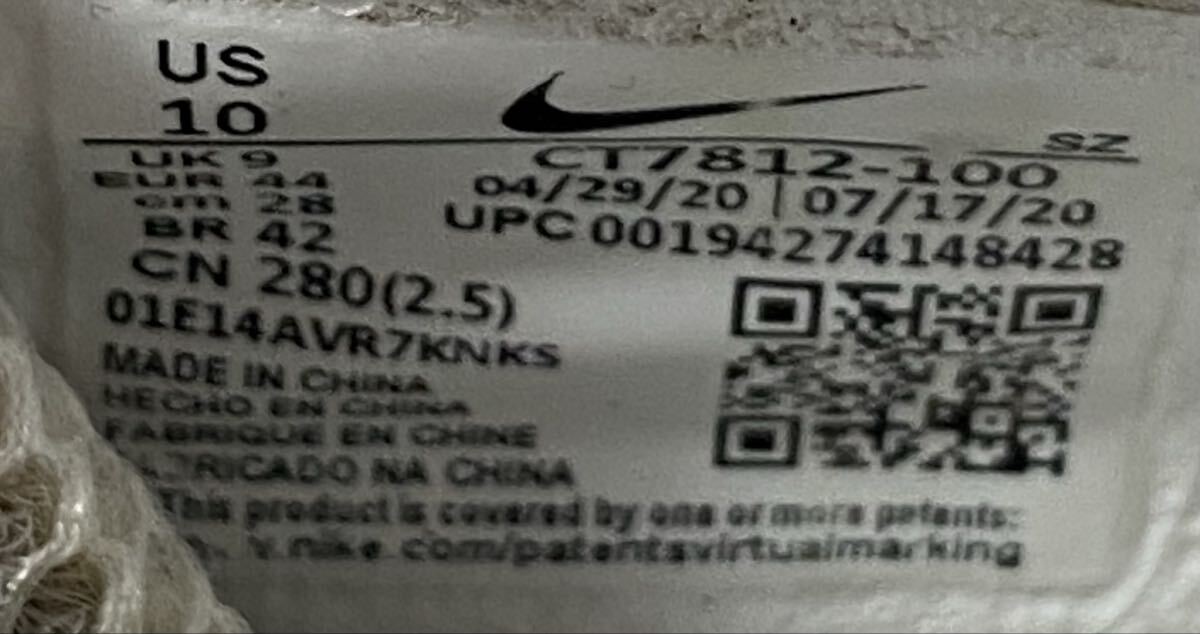 US
10
SZ
UK 9
EUR 44
cm 28
BR 42
CT7812-100
04/29/20 | 07/17/20
UPC 00194274148428
CN 280(2.5)
01E14AVR7KNKS
MADE IN CHINA
HECHO EN CHINA
FABRIQUE EN CHINE
NA CHINA
This product is covered by one or more patents:
nike.com/patentsvirtualmarking